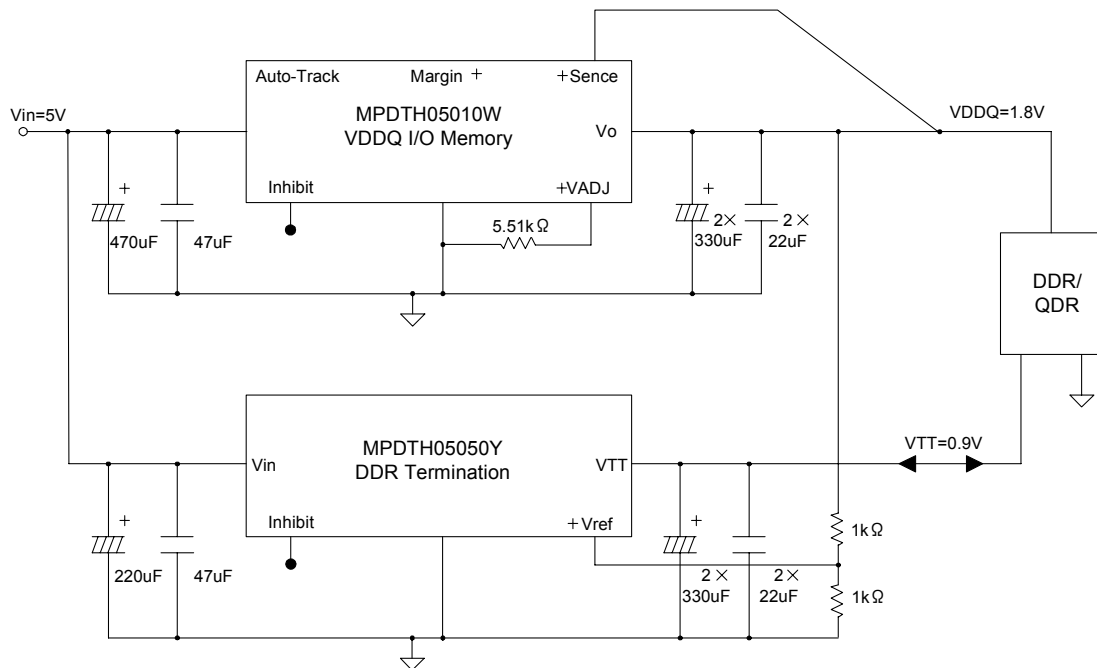 Auto-Track Margin + +Sence
Vin=5V
MPDTH05010W
VDDQ I/O Memory
Vo
VDDQ=1.8V
Inhibit
+VADJ
+
470uF
47uF
5.51kΩ
+
2×
330uF
2×
22uF
DDR/
QDR
MPDTH05050Y
DDR Termination
Vin
VTT
VTT=0.9V
Inhibit
+Vref
+
220uF
47uF
+
2×
330uF
2×
22uF
1kΩ
1kΩ